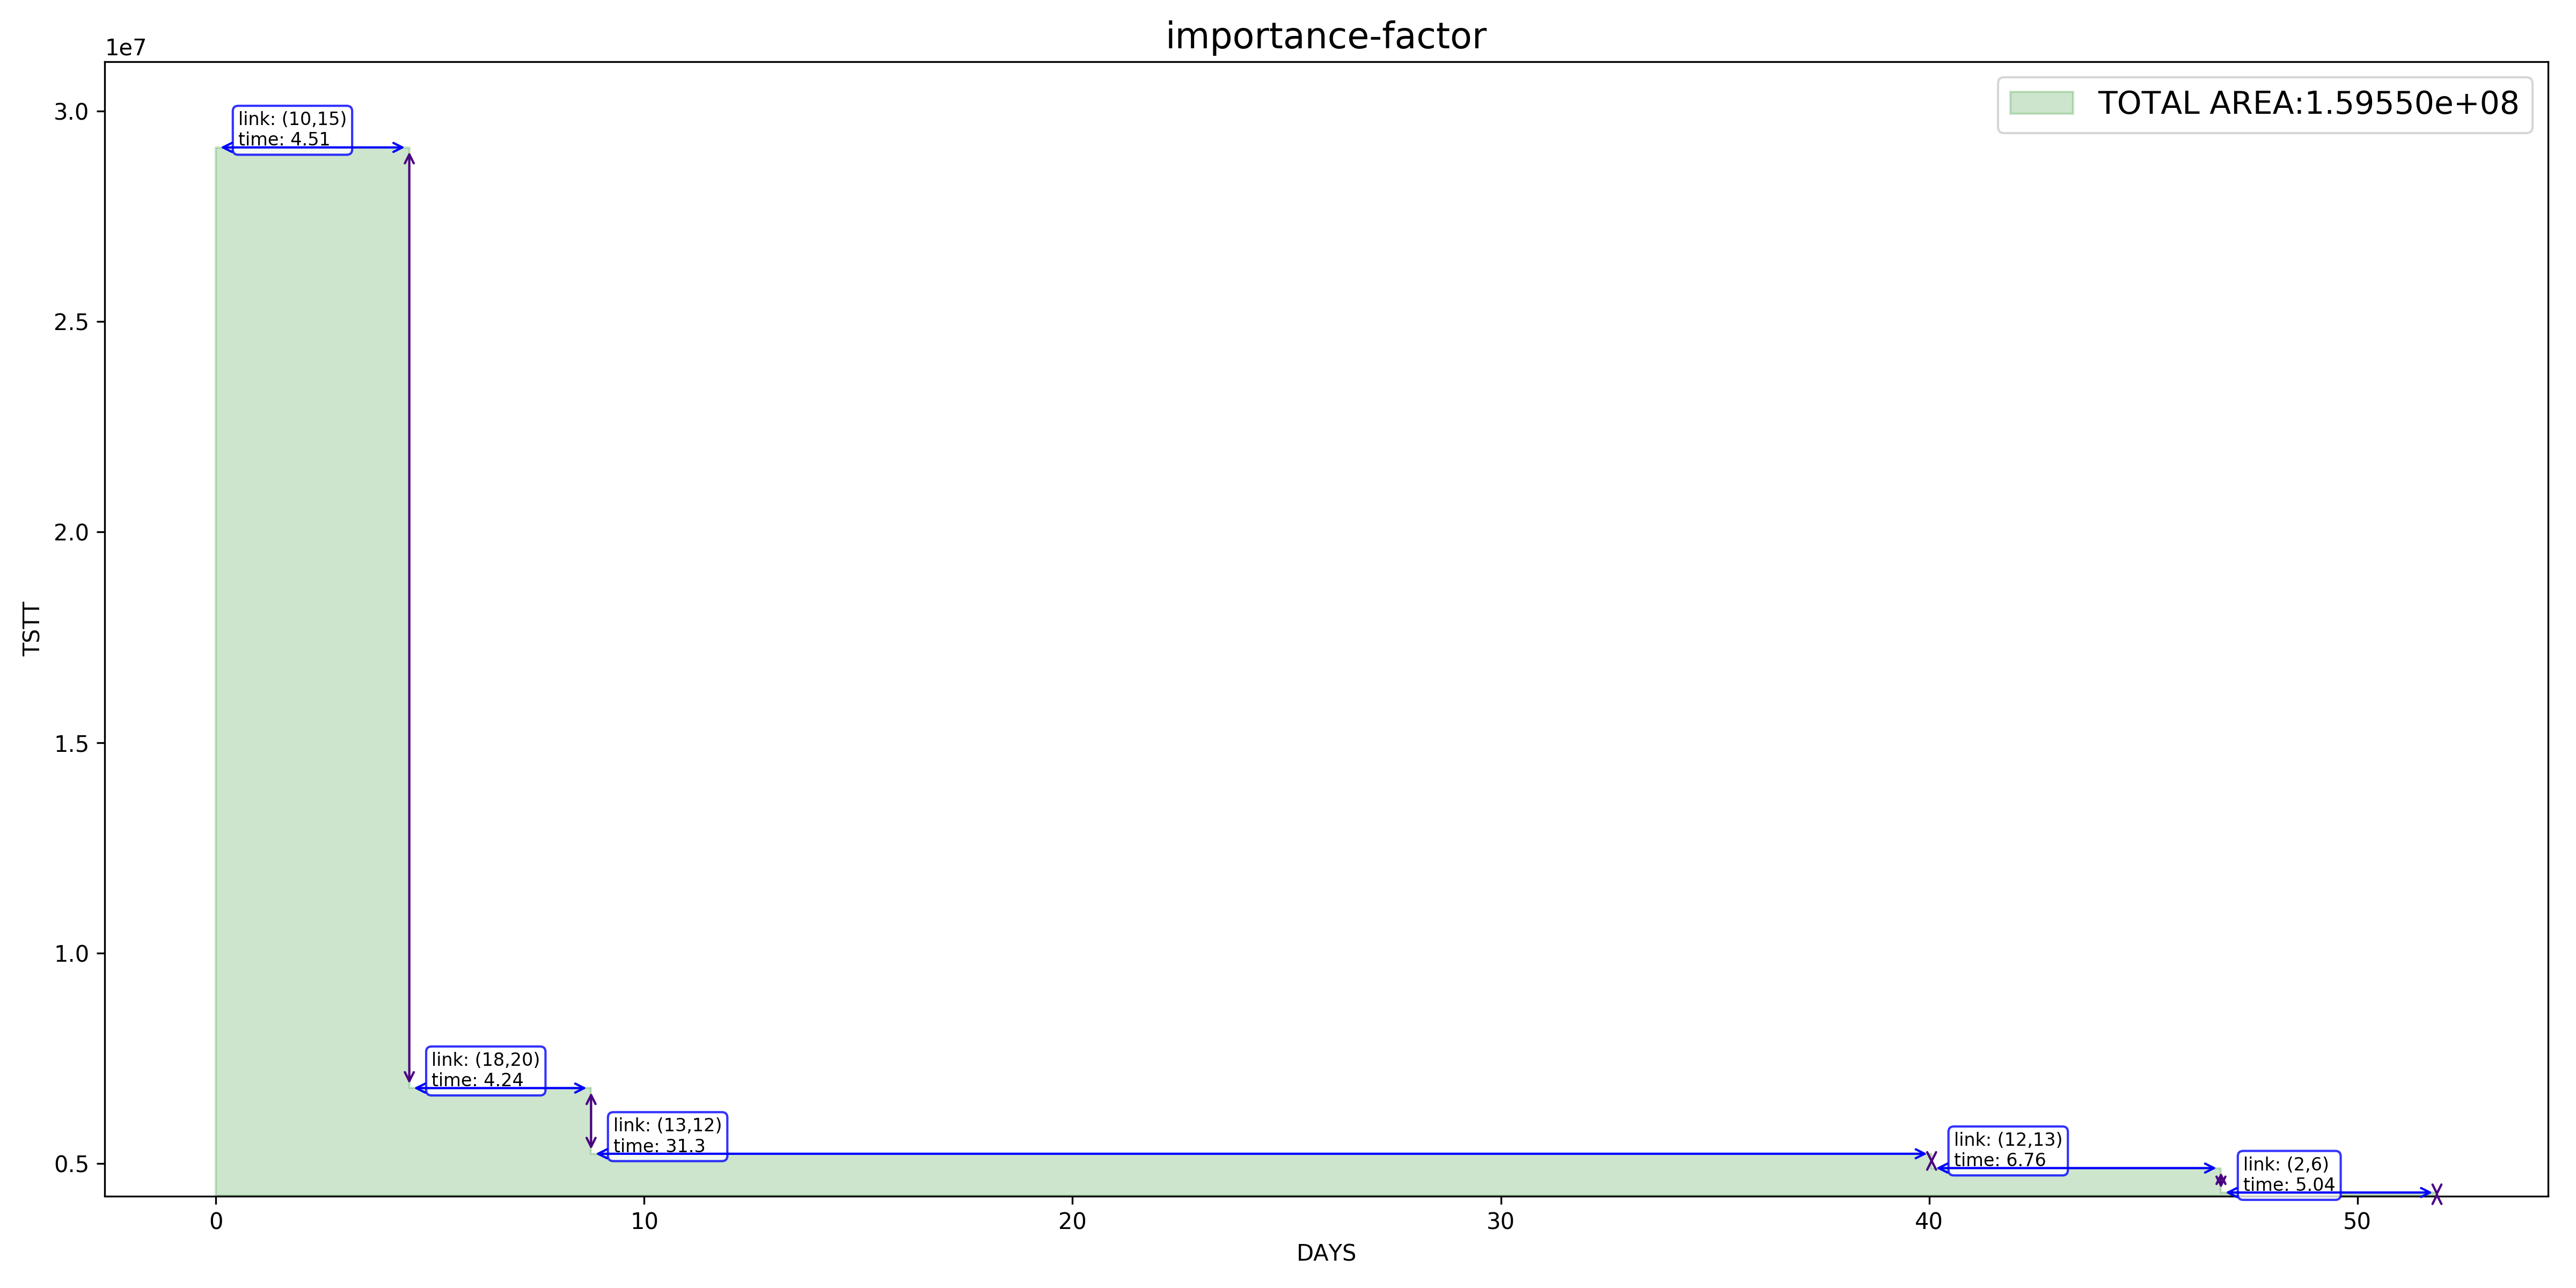 importance-factor
1e7
TOTAL AREA:1.59550e+08
3.0
2.5
2.0
1.5
1.0
0.5
TSTT
link: (10,15)
time: 4.51
link: (18,20)
time: 4.24
link: (13,12)
time: 31.3
link: (12,13)
time: 6.76
link: (2,6)
time: 5.04
0
10
20
30
40
50
DAYS